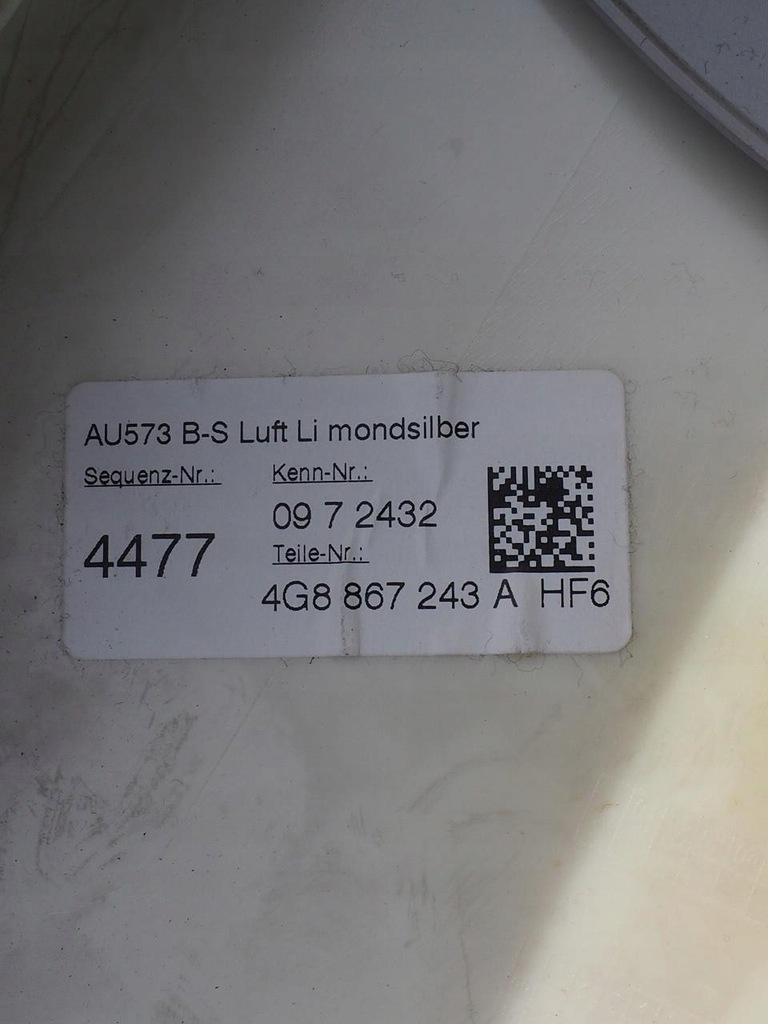 AU573 B-S Luft Li mondsilber
Sequenz-Nr.: Kenn-Nr.:
09 7 2432
4477
Teile-Nr.:
4G8 867 243 A HF6